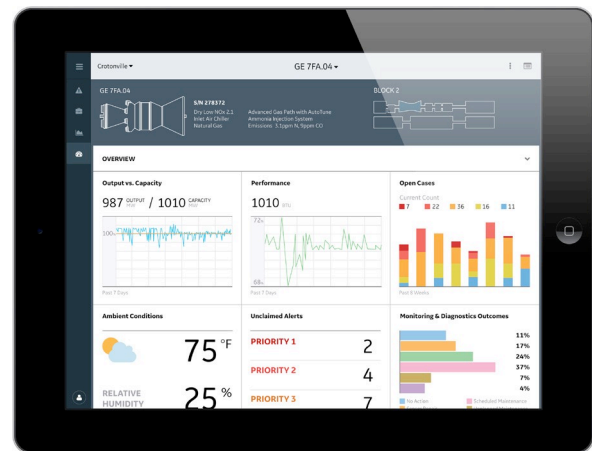 Crotonville
GE 7FA.04
GE 7FA.04
S/N 278372
Dry Low NOx 2.1
Inlet Air Chiller
Natural Gas
Advanced Gas Path with AutoTune
Ammonia Injection System
Emissions 3.1ppm N, 9ppm CO
BLOCK 2
OVERVIEW
Output vs. Capacity
987 OUTPUT MW / 1010 CAPACITY MW
100
Past 7 Days
Performance
1010 BTU
72
68
Past 7 Days
Open Cases
Current Count
7 22 36 16 11
Past 8 Weeks
Ambient Conditions
75 °F
RELATIVE HUMIDITY
25 %
Unclaimed Alerts
PRIORITY 1 2
PRIORITY 2 4
PRIORITY 3 7
Monitoring & Diagnostics Outcomes
11%
17%
24%
37%
7%
4%
No Action
Scheduled Maintenance